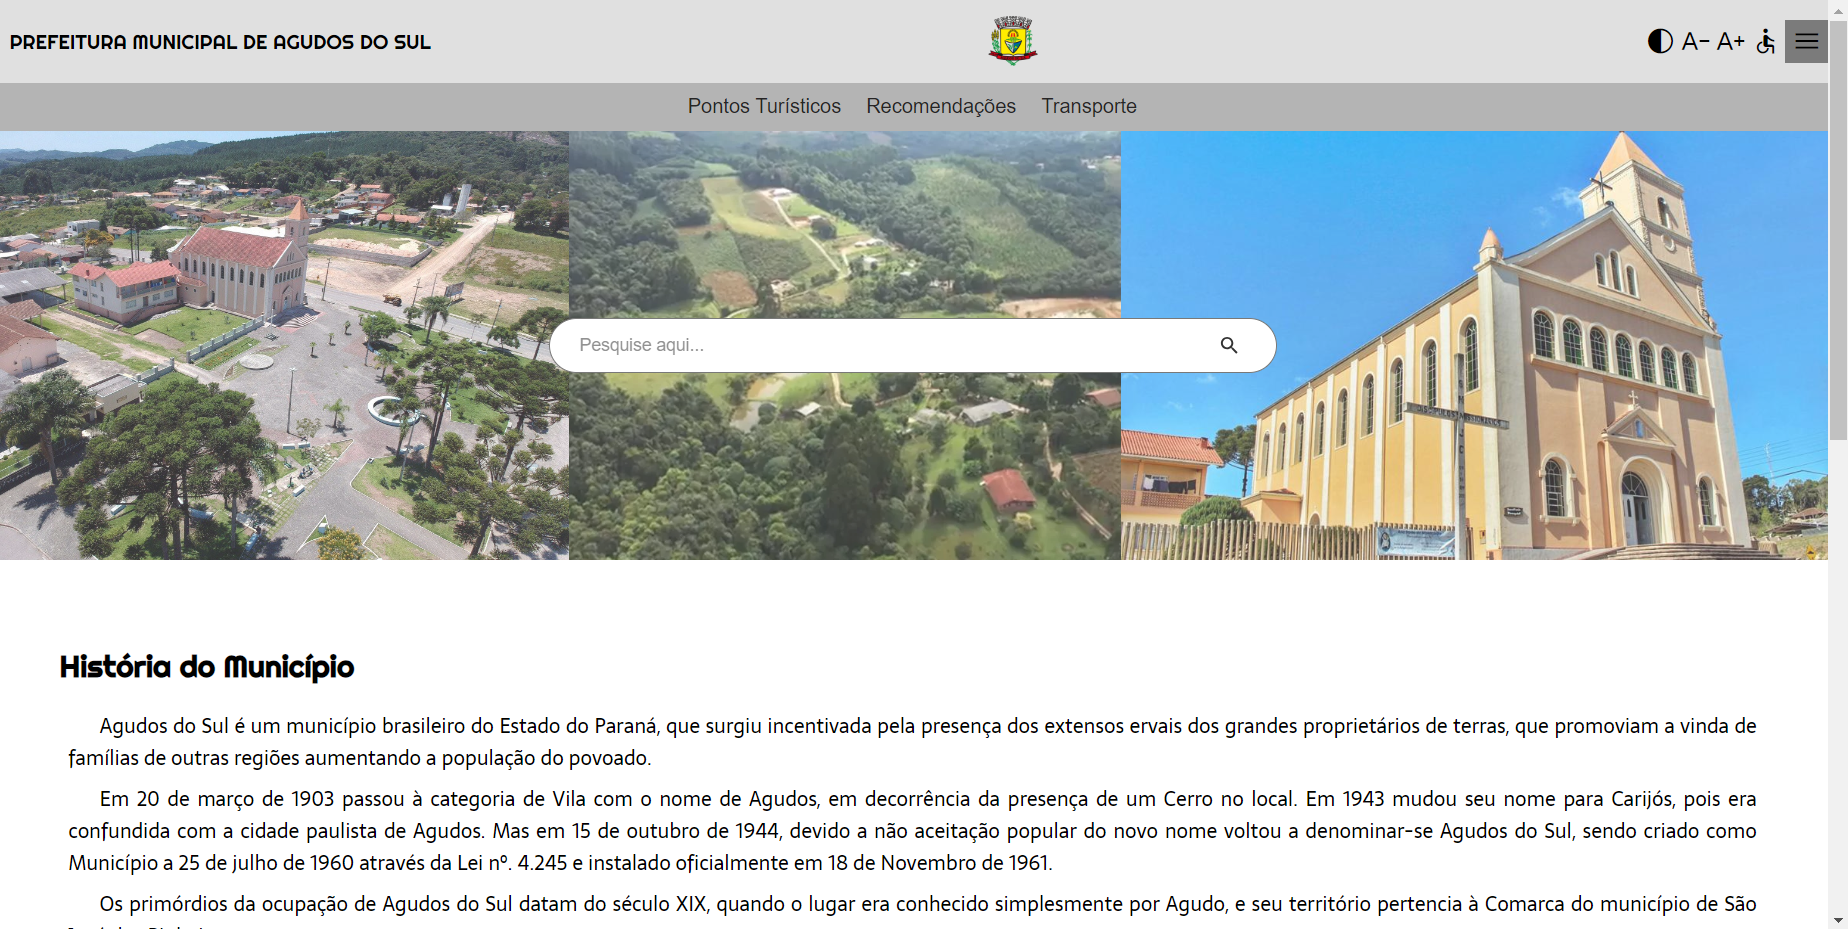 PREFEITURA MUNICIPAL DE AGUDOS DO SUL
A- A+
Pontos Turísticos Recomendações Transporte
Pesquise aqui...
História do Município
Agudos do Sul é um município brasileiro do Estado do Paraná, que surgiu incentivada pela presença dos extensos ervais dos grandes proprietários de terras, que promoviam a vinda de
famílias de outras regiões aumentando a população do povoado.
Em 20 de março de 1903 passou à categoria de Vila com o nome de Agudos, em decorrência da presença de um Cerro no local. Em 1943 mudou seu nome para Carijós, pois era
confundida com a cidade paulista de Agudos. Mas em 15 de outubro de 1944, devido a não aceitação popular do novo nome voltou a denominar-se Agudos do Sul, sendo criado como
Município a 25 de julho de 1960 através da Lei nº. 4.245 e instalado oficialmente em 18 de Novembro de 1961.
Os primórdios da ocupação de Agudos do Sul datam do século XIX, quando o lugar era conhecido simplesmente por Agudo, e seu território pertencia à Comarca do município de São